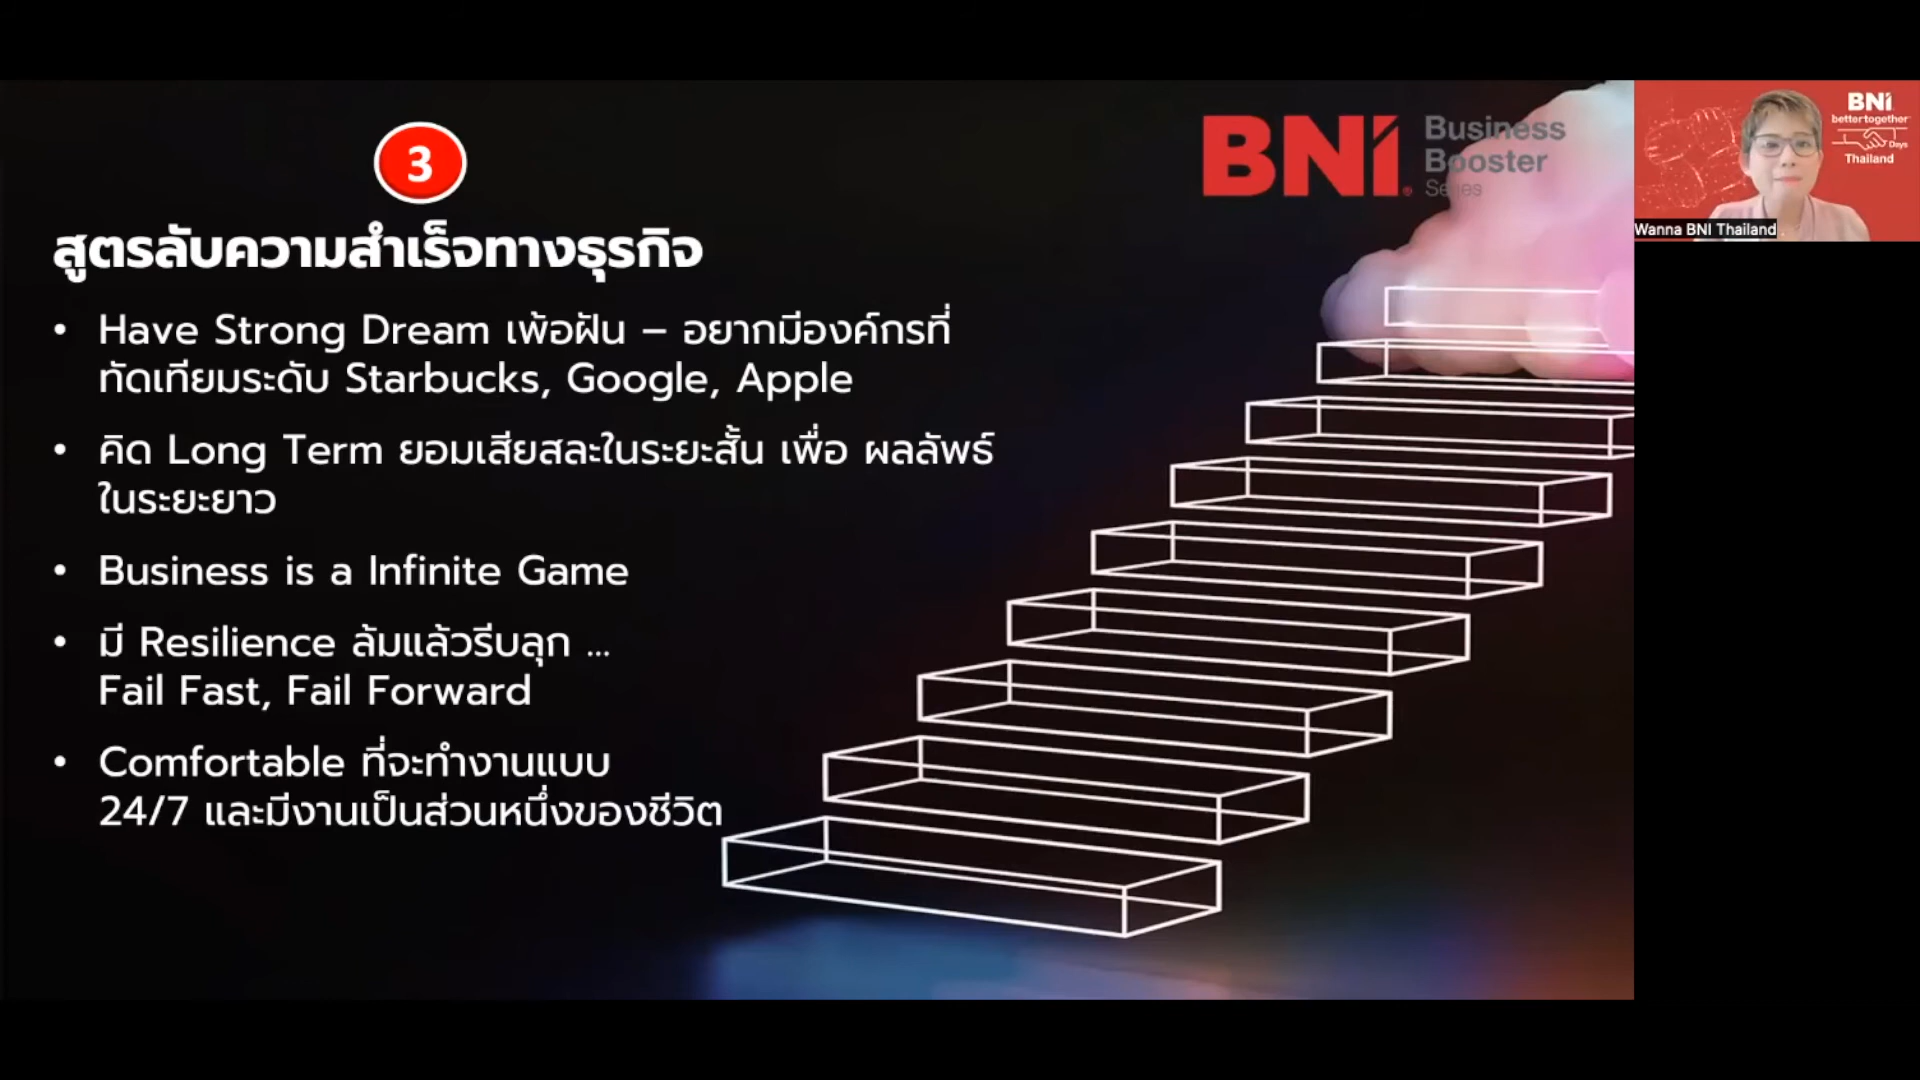 3
BNI® Business
Booster
Series
สูตรลับความสำเร็จทางธุรกิจ
• Have Strong Dream เพ้อฝัน – อยากมีองค์กรที่
ทัดเทียมระดับ Starbucks, Google, Apple
• คิด Long Term ยอมเสียสละในระยะสั้น เพื่อ ผลลัพธ์
ในระยะยาว
• Business is a Infinite Game
• มี Resilience ล้มแล้วรีบลุก ...
Fail Fast, Fail Forward
• Comfortable ที่จะทำงานแบบ
24/7 และมีงานเป็นส่วนหนึ่งของชีวิต
BNI
bettertogether
Days
Thailand
Wanna BNI Thailand